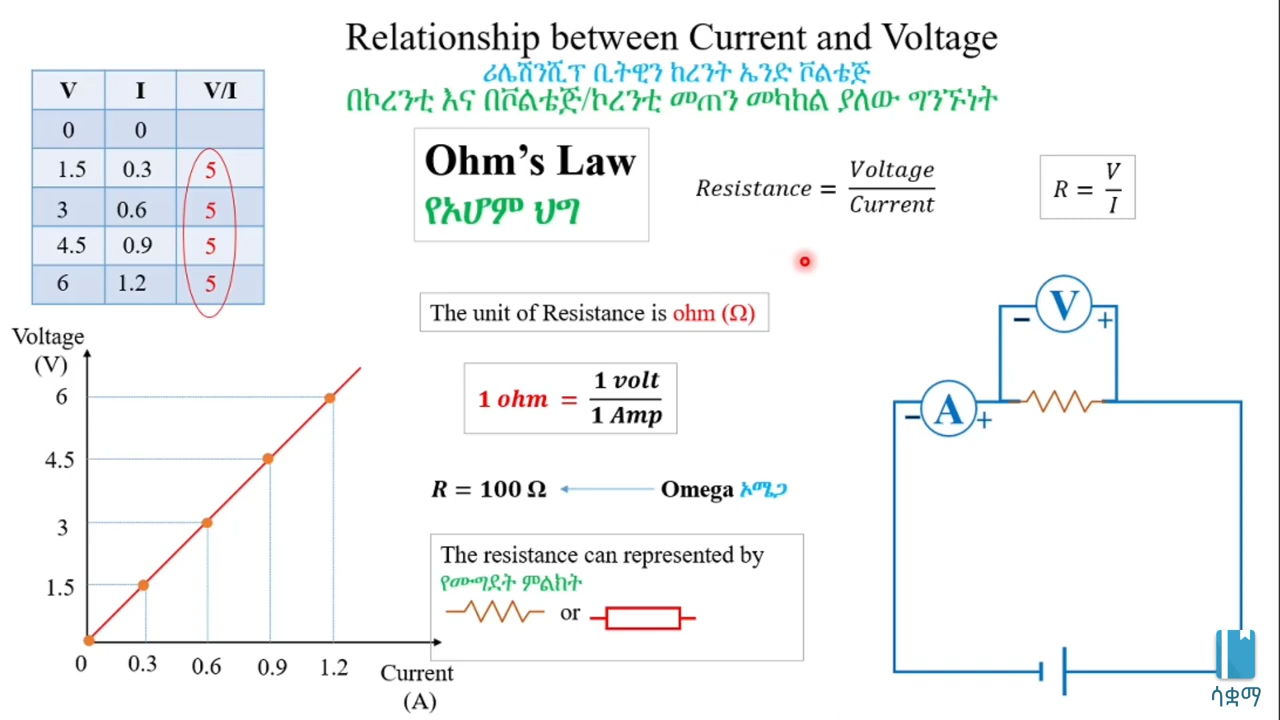 Relationship between Current and Voltage
ሪሌሽንሺፕ ቢትዊን ከረንት ኤንድ ቮልቴጅ
በኮረንቲ እና በቮልቴጅ/ኮረንቲ መጠን መካከል ያለው ግንኙነት
V I V/I
0 0
1.5 0.3 5
3 0.6 5
4.5 0.9 5
6 1.2 5
Ohm's Law
የኦሆም ህግ
Resistance = Voltage / Current
R = V / I
The unit of Resistance is ohm (Ω)
1 ohm = 1 volt / 1 Amp
R = 100 Ω
Omega ኦሜጋ
The resistance can represented by
የሙግደት ምልክት
or
Voltage
(V)
6
4.5
3
1.5
0 0.3 0.6 0.9 1.2
Current
(A)
V
− +
A
− +
ሳቋማ